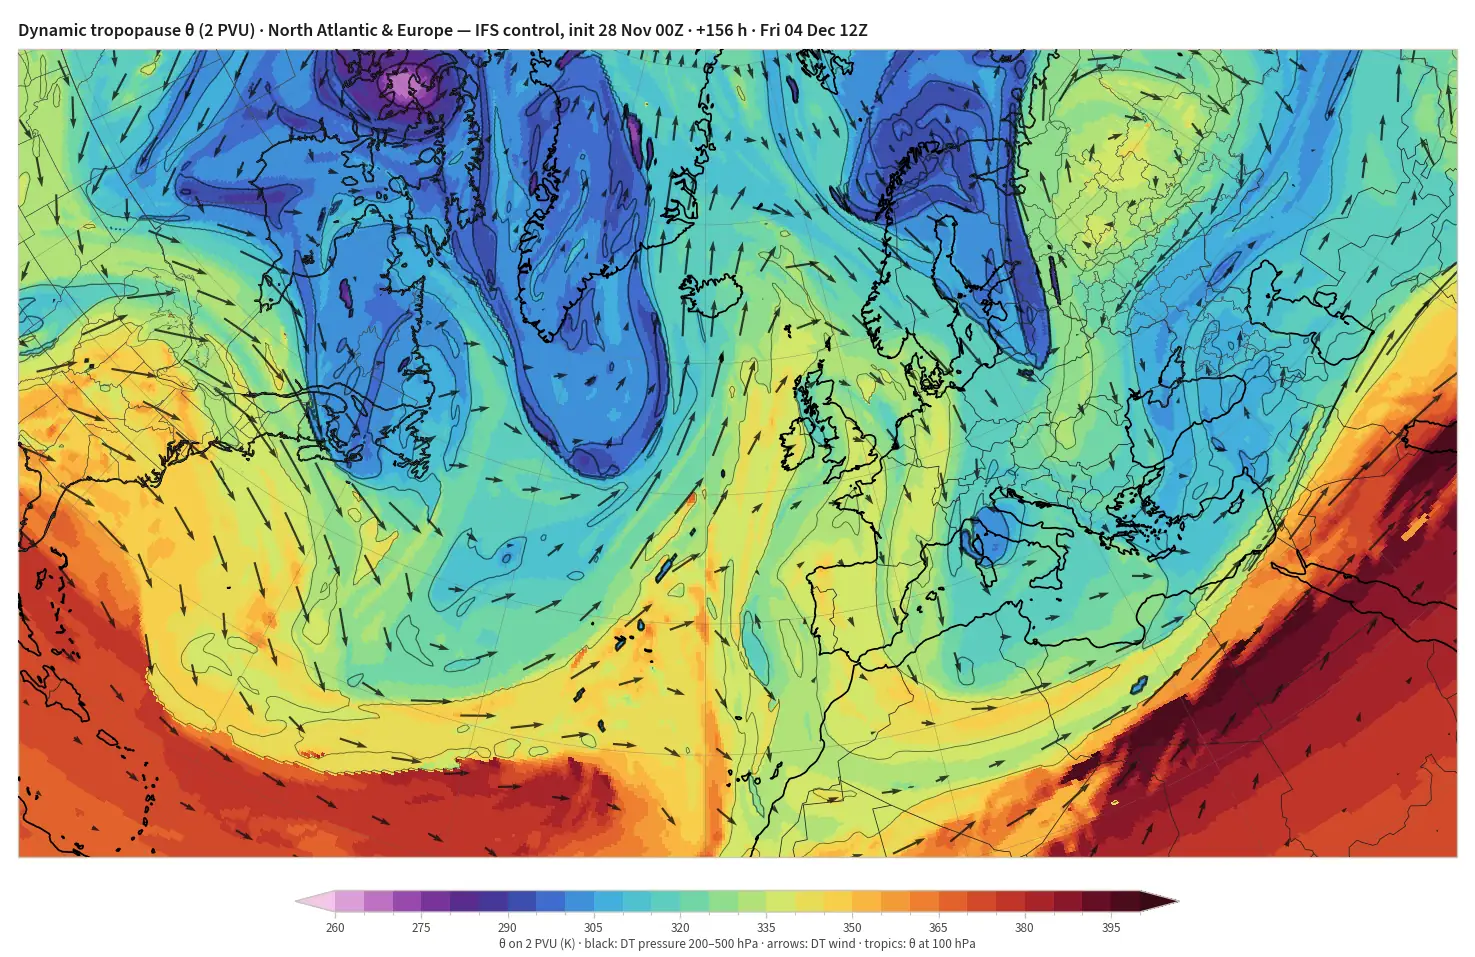 Dynamic tropopause θ (2 PVU) · North Atlantic & Europe — IFS control, init 28 Nov 00Z · +156 h · Fri 04 Dec 12Z
260 275 290 305 320 335 350 365 380 395
θ on 2 PVU (K) · black: DT pressure 200–500 hPa · arrows: DT wind · tropics: θ at 100 hPa